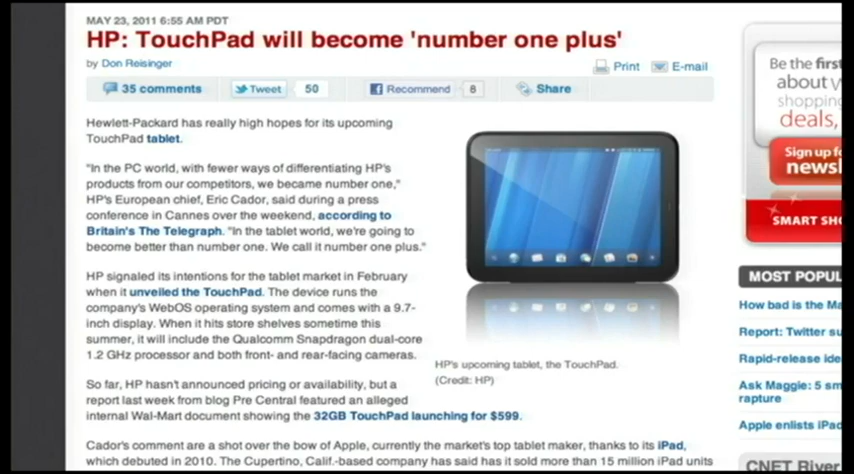 MAY 23, 2011 6:55 AM PDT
HP: TouchPad will become 'number one plus'
by Don Reisinger
Print E-mail
35 comments Tweet 50 Recommend 8 Share
Hewlett-Packard has really high hopes for its upcoming
TouchPad tablet.
"In the PC world, with fewer ways of differentiating HP's
products from our competitors, we became number one,"
HP's European chief, Eric Cador, said during a press
conference in Cannes over the weekend, according to
Britain's The Telegraph. "In the tablet world, we're going to
become better than number one. We call it number one plus."
HP signaled its intentions for the tablet market in February
when it unveiled the TouchPad. The device runs the
company's WebOS operating system and comes with a 9.7-
inch display. When it hits store shelves sometime this
summer, it will include the Qualcomm Snapdragon dual-core
1.2 GHz processor and both front- and rear-facing cameras.
HP's upcoming tablet, the TouchPad.
(Credit: HP)
So far, HP hasn't announced pricing or availability, but a
report last week from blog Pre Central featured an alleged
internal Wal-Mart document showing the 32GB TouchPad launching for $599.
Cador's comment are a shot over the bow of Apple, currently the market's top tablet maker, thanks to its iPad,
which debuted in 2010. The Cupertino, Calif.-based company has said has it sold more than 15 million iPad units
Be the first
about
shopping
deals,
Sign up fo
newsl
SMART SHO
MOST POPUL
How bad is the Ma
Report: Twitter su
Rapid-release ide
Ask Maggie: 5 sm
rapture
Apple enlists iPad
CNET River